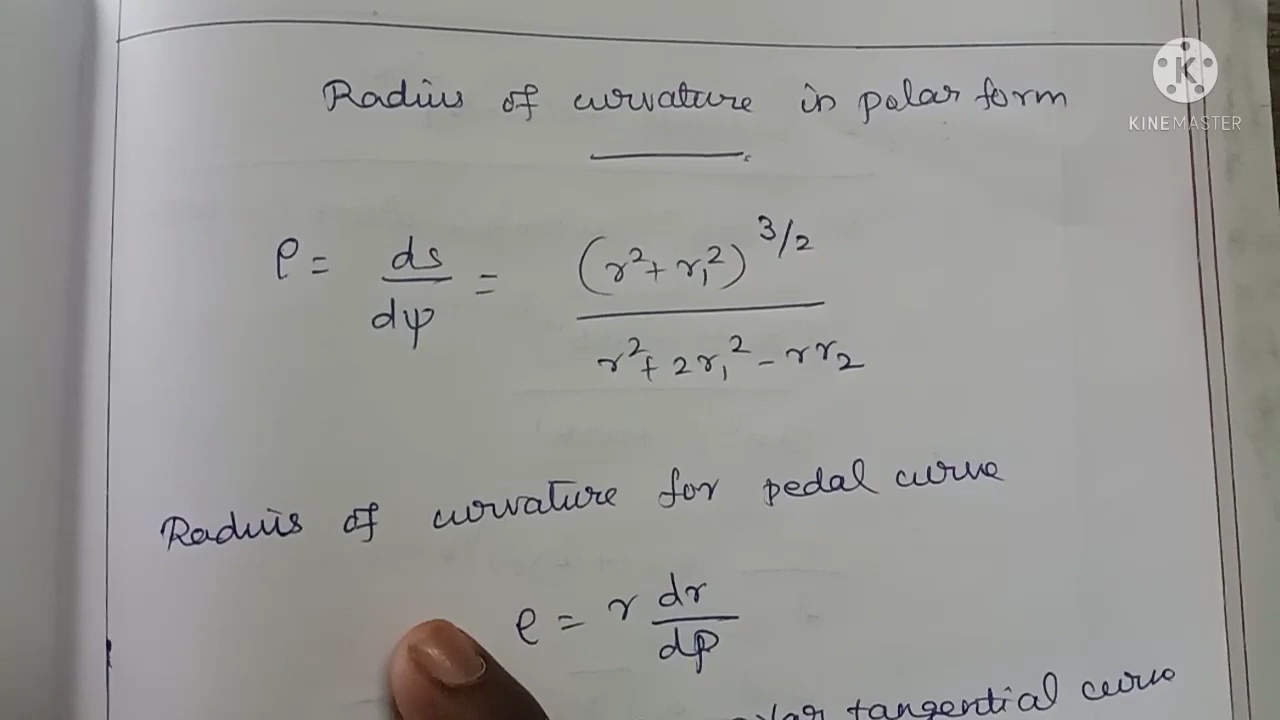 Radius of curvature in polar form
KINEMASTER
ρ = ds/dψ = (r² + r₁²)^3/2 / r² + 2r₁² - r r₂
Radius of curvature for pedal curve
ρ = r dr/dp
tangential curve